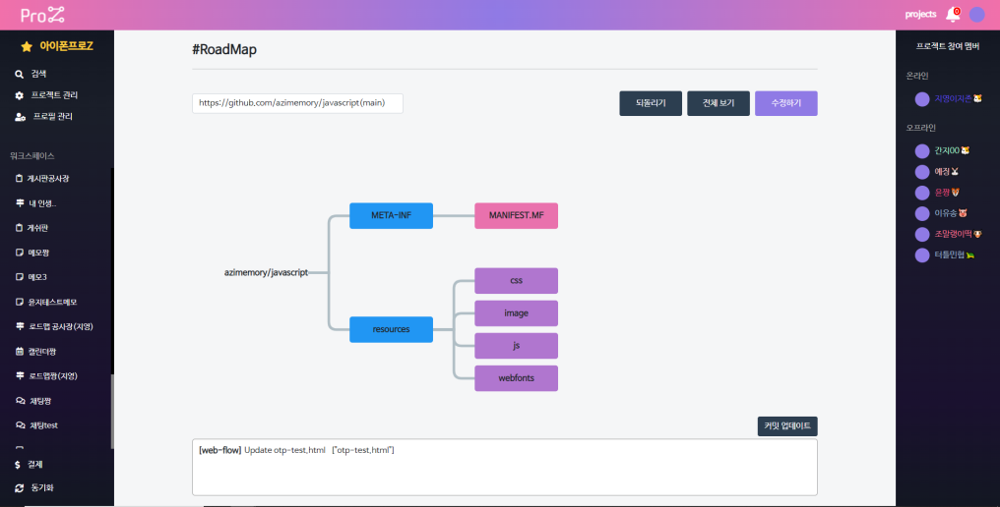 ProZ
projects
0
아이폰프로Z
검색
프로젝트 관리
프로필 관리
워크스페이스
게시판공사장
내 인생..
게쉬판
메모짱
메모3
윤지테스트메모
로드맵 공사장(지영)
캘린더짱
로드맵짱(지영)
채팅짱
채팅test
결제
동기화
#RoadMap
https://github.com/azimemory/javascript(main)
되돌리기
전체 보기
수정하기
META-INF
MANIFEST.MF
azimemory/javascript
css
image
resources
js
webfonts
커밋 업데이트
[web-flow] Update otp-test.html ["otp-test.html"]
프로젝트 참여 멤버
온라인
지영이지존🐹
오프라인
간지00🐹
예징🐰
윤짱🦊
이유송🐷
조말랭이떡🐶
터틀민협🐢